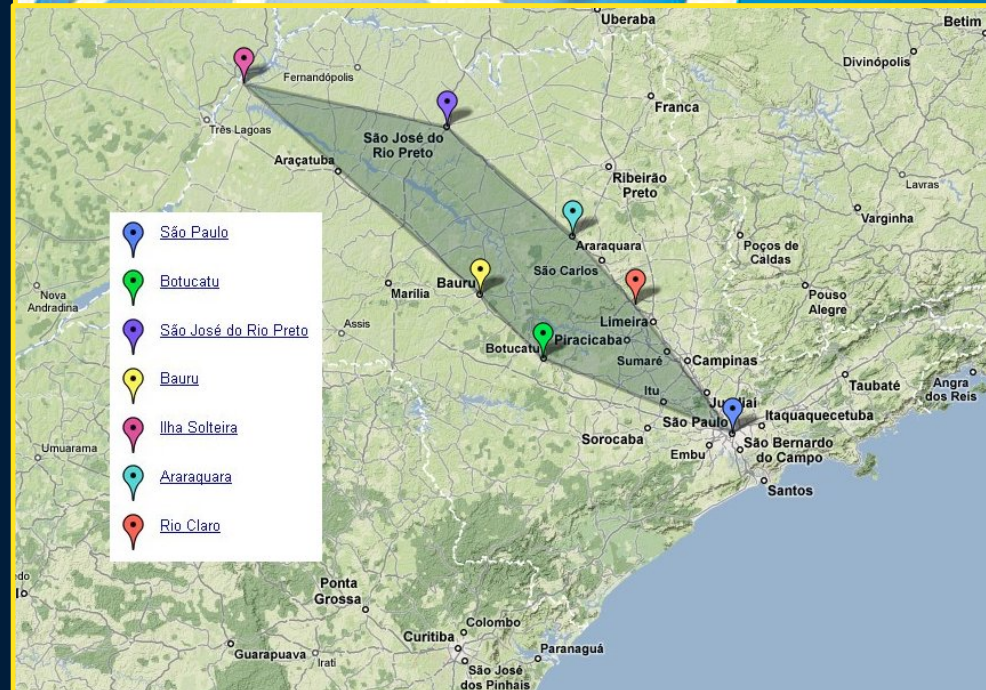 Uberaba
Betim
Divinópolis
Fernandópolis
Franca
Três Lagoas
São José do
Rio Preto
Araçatuba
Ribeirão
Preto
Lavras
Varginha
Araraquara
Poços de
Caldas
São Carlos
Bauru
Marília
Nova
Andradina
Pouso
Alegre
Limeira
Assis
Botucatu
Piracicaba
Sumaré
Campinas
Taubaté
Angra
dos Reis
Itu
Jundiaí
São Paulo
Itaquaquecetuba
Sorocaba
Embu
São Bernardo
do Campo
Umuarama
Santos
São Paulo
Botucatu
São José do Rio Preto
Bauru
Ilha Solteira
Araraquara
Rio Claro
Ponta
Grossa
Colombo
Curitiba
Paranaguá
Guarapuava
Irati
São José
dos Pinhais